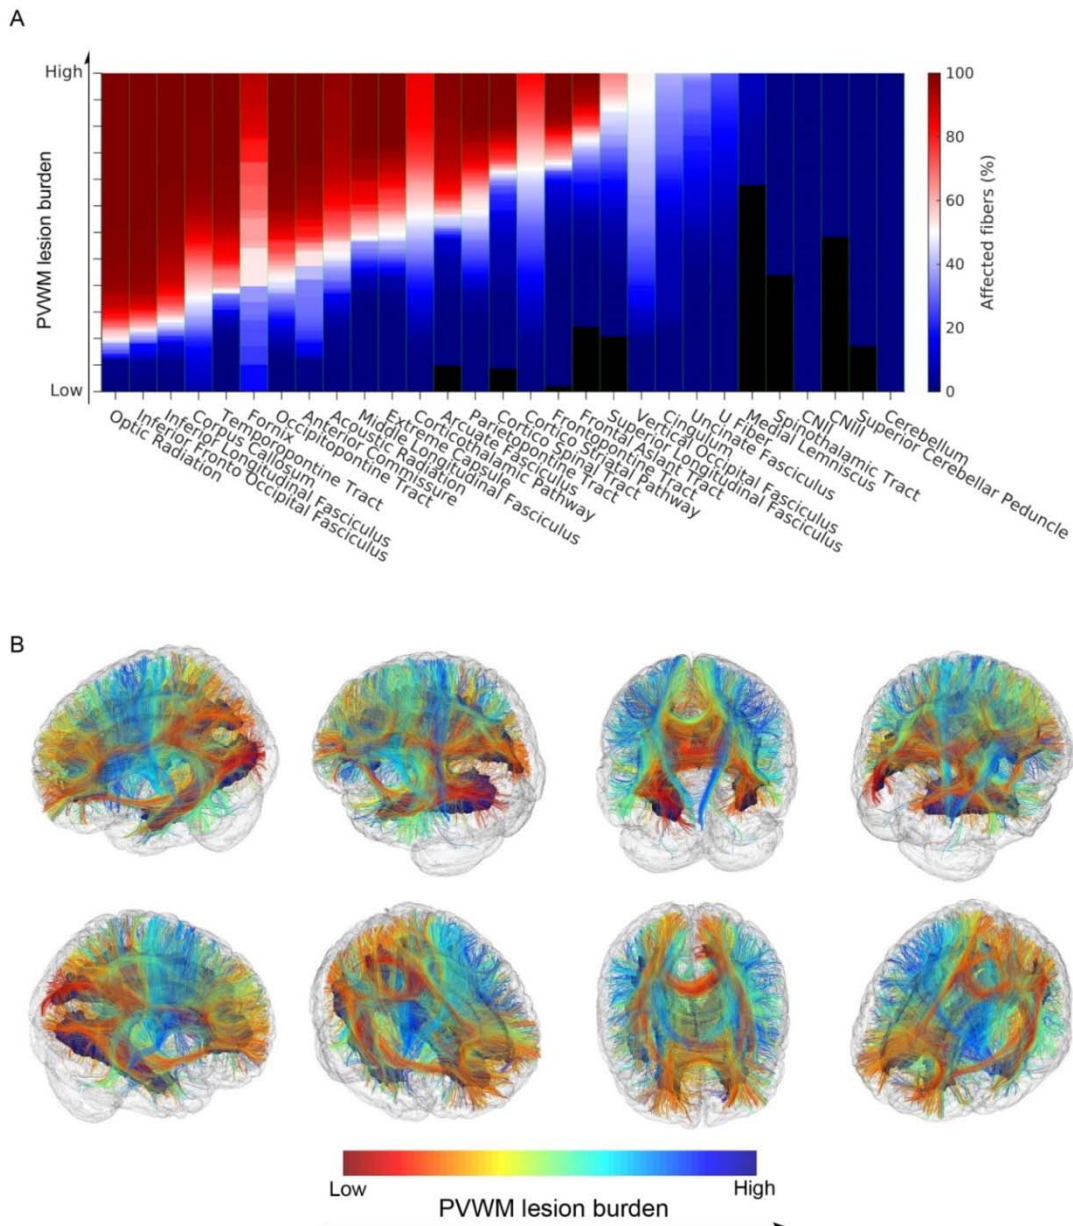 A
High
Low
PVWM lesion burden
100
80
60
40
20
0
Affected fibers (%)
Optic Radiation
Inferior Fronto Occipital Fasciculus
Inferior Longitudinal Fasciculus
Corpus Callosum
Temporopontine Tract
Fornix
Occipitopontine Tract
Anterior Commissure
Acoustic Radiation
Middle Longitudinal Fasciculus
Extreme Capsule
Corticothalamic Pathway
Arcuate Fasciculus
Parietopontine Tract
Cortico Spinal Tract
Cortico Striatal Pathway
Frontopontine Tract
Frontal Aslant Tract
Superior Longitudinal Fasciculus
Vertical Occipital Fasciculus
Cingulum
Uncinate Fasciculus
U Fiber
Medial Lemniscus
Spinothalamic Tract
CNII
CNIII
Superior Cerebellar Peduncle
Cerebellum
B
Low
High
PVWM lesion burden